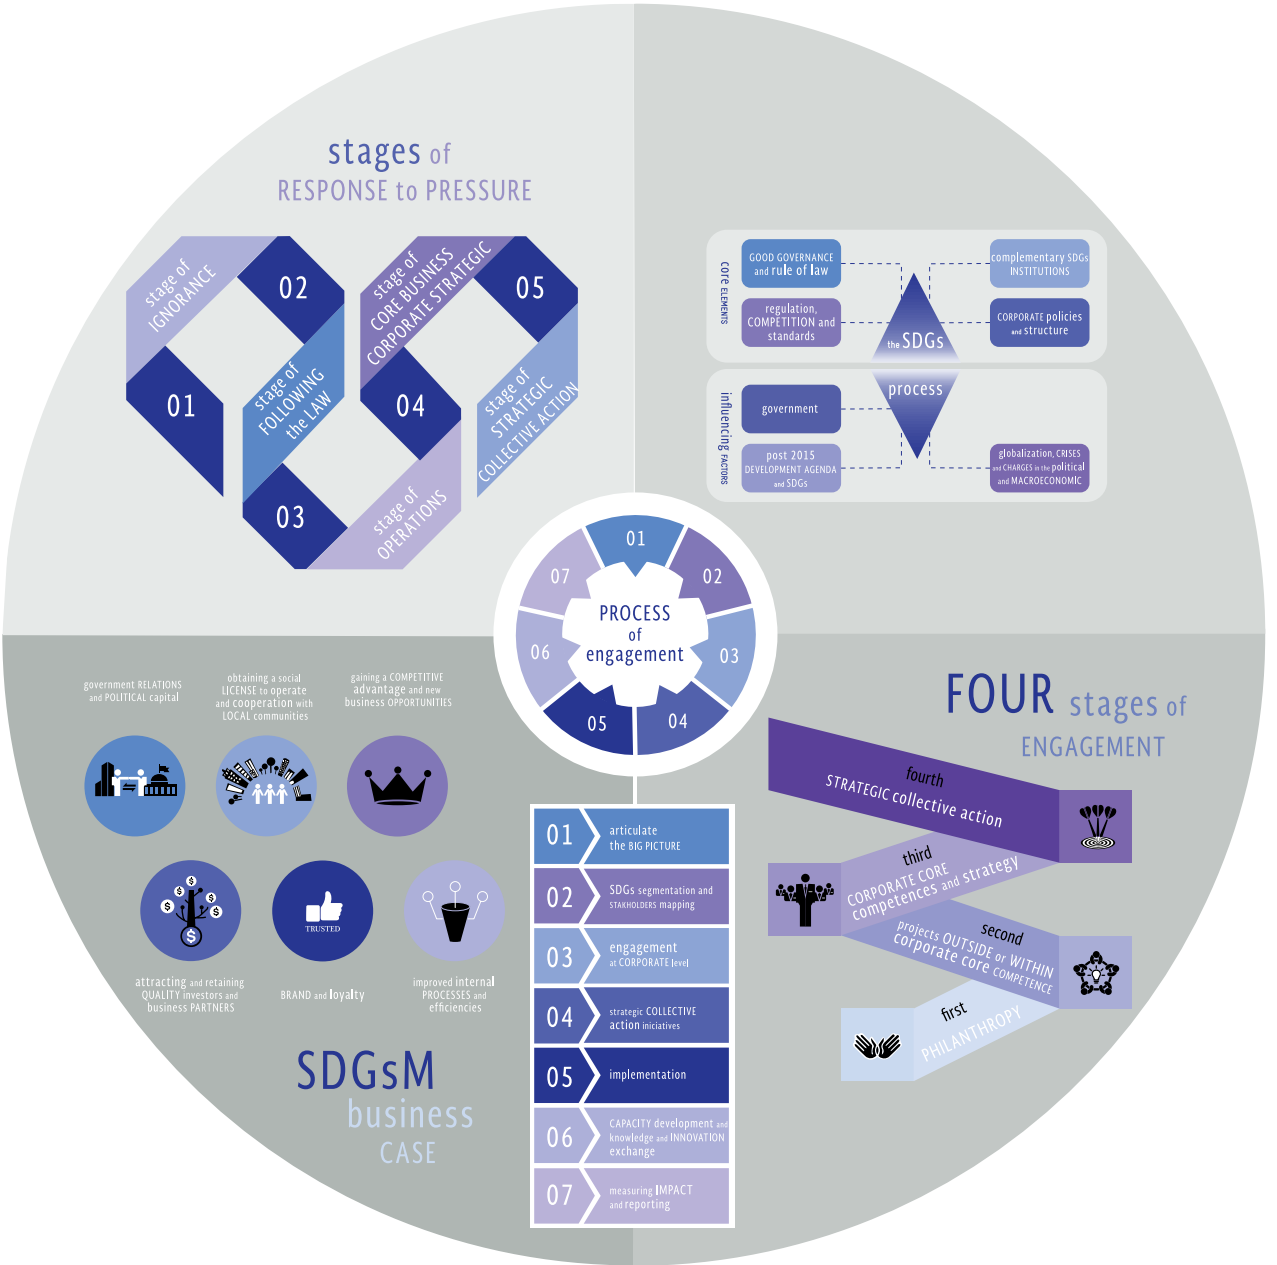 stages of
RESPONSE to PRESSURE
01
stage of
IGNORANCE
02
stage of
FOLLOWING
the LAW
03
stage of
OPERATIONS
04
stage of
CORE BUSINESS
CORPORATE STRATEGIC
05
stage of
STRATEGIC
COLLECTIVE ACTION
core ELEMENTS
GOOD GOVERNANCE
and rule of law
regulation,
COMPETITION and
standards
complementary SDGs
INSTITUTIONS
CORPORATE policies
and structure
the SDGs
process
influencing FACTORS
government
post 2015
DEVELOPMENT AGENDA
and SDGs
globalization, CRISES
and CHARGES in the political
and MACROECONOMIC
PROCESS
of
engagement
01
02
03
04
05
06
07
01
articulate
the BIG PICTURE
02
SDGs segmentation and
STAKHOLDERS mapping
03
engagement
at CORPORATE level
04
strategic COLLECTIVE
action iniciatives
05
implementation
06
CAPACITY development and
knowledge and INNOVATION
exchange
07
measuring IMPACT
and reporting
government RELATIONS
and POLITICAL capital
obtaining a social
LICENSE to operate
and cooperation with
LOCAL communities
gaining a COMPETITIVE
advantage and new
business OPPORTUNITIES
$
$
$
$
$
$
TRUSTED
attracting and retaining
QUALITY investors and
business PARTNERS
BRAND and loyalty
improved internal
PROCESSES and
efficiencies
SDGsM
business
CASE
FOUR stages of
ENGAGEMENT
fourth
STRATEGIC collective action
third
CORPORATE CORE
competences and strategy
second
projects OUTSIDE or WITHIN
corporate core COMPETENCE
first
PHILANTHROPY